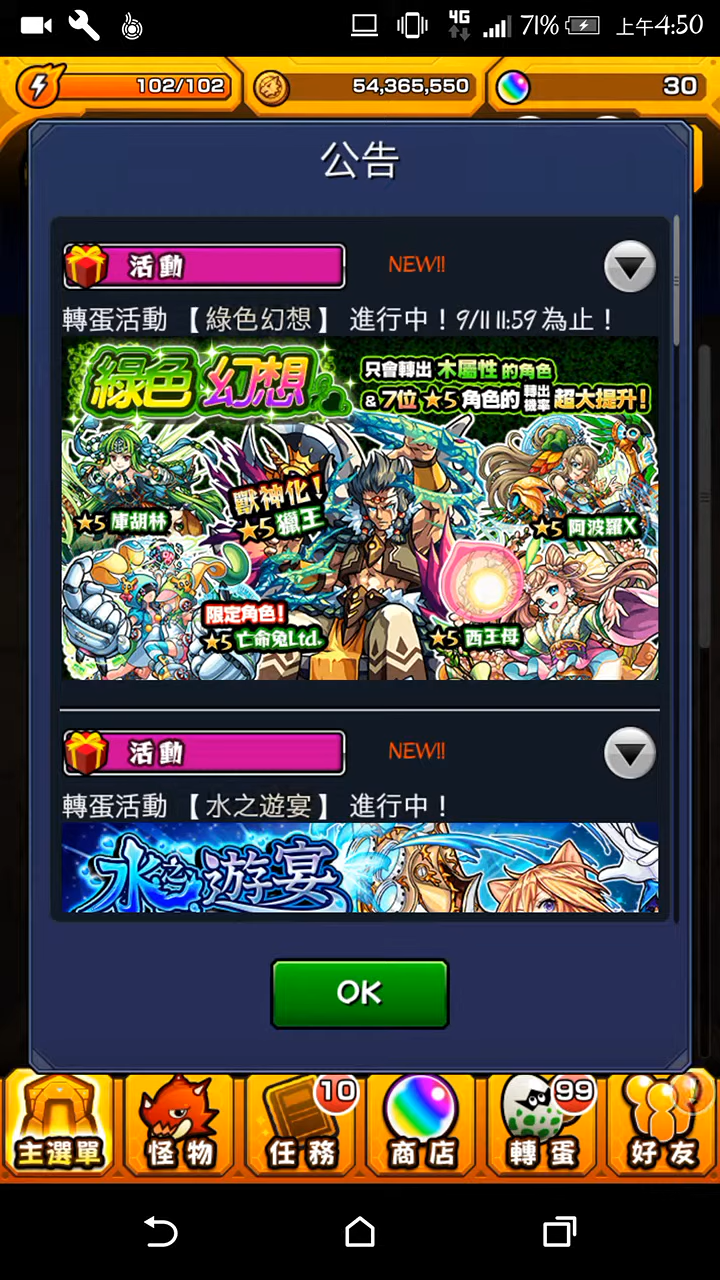 4G 71% 上午4:50
102/102 54,365,550 30
公告
活動 NEW!!
轉蛋活動【綠色幻想】進行中！9/11 11:59 為止！
綠色幻想
只會轉出 木屬性 的角色
&7位 ★5 角色的 轉出機率 超大提升！
獸神化！
★5 獵王
★5 庫胡林
★5 阿波羅X
限定角色！
★5 亡命兔Ltd.
★5 西王母
活動 NEW!!
轉蛋活動【水之遊宴】進行中！
水之遊宴
OK
10 99
主選單 怪物 任務 商店 轉蛋 好友